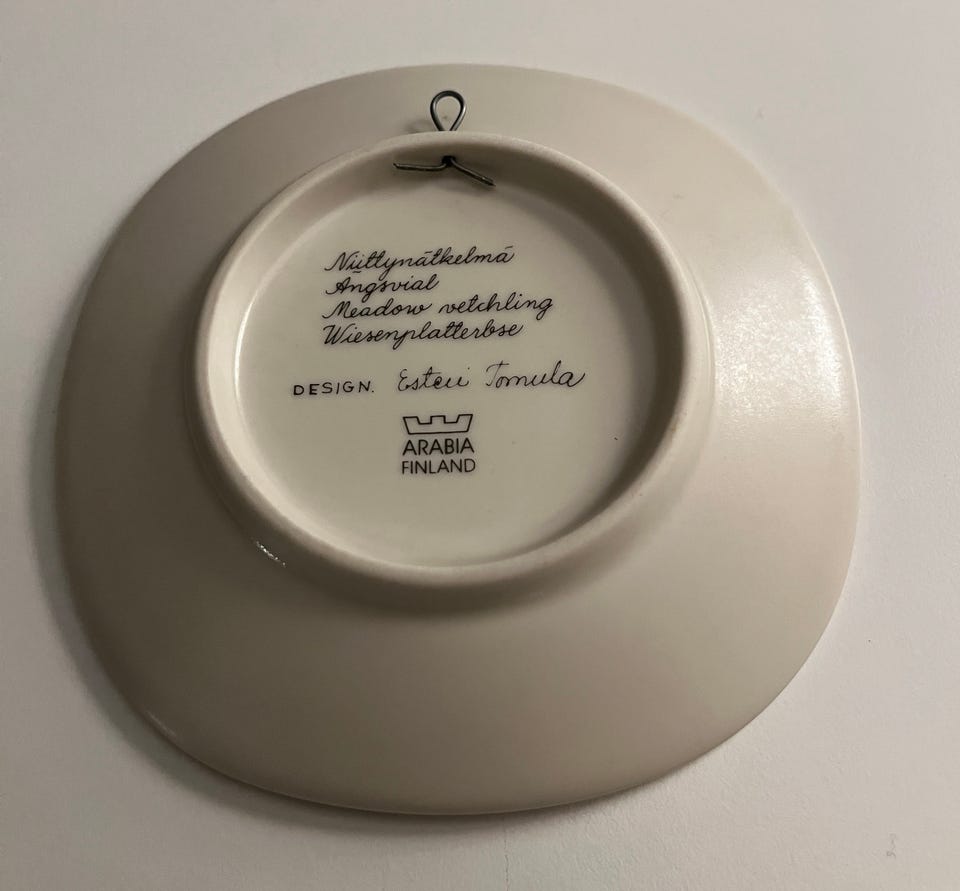 Niittynätkelmä
Ängsvial
Meadow vetchling
Wiesenplatterbse
DESIGN. Esteri Tomula
ARABIA
FINLAND